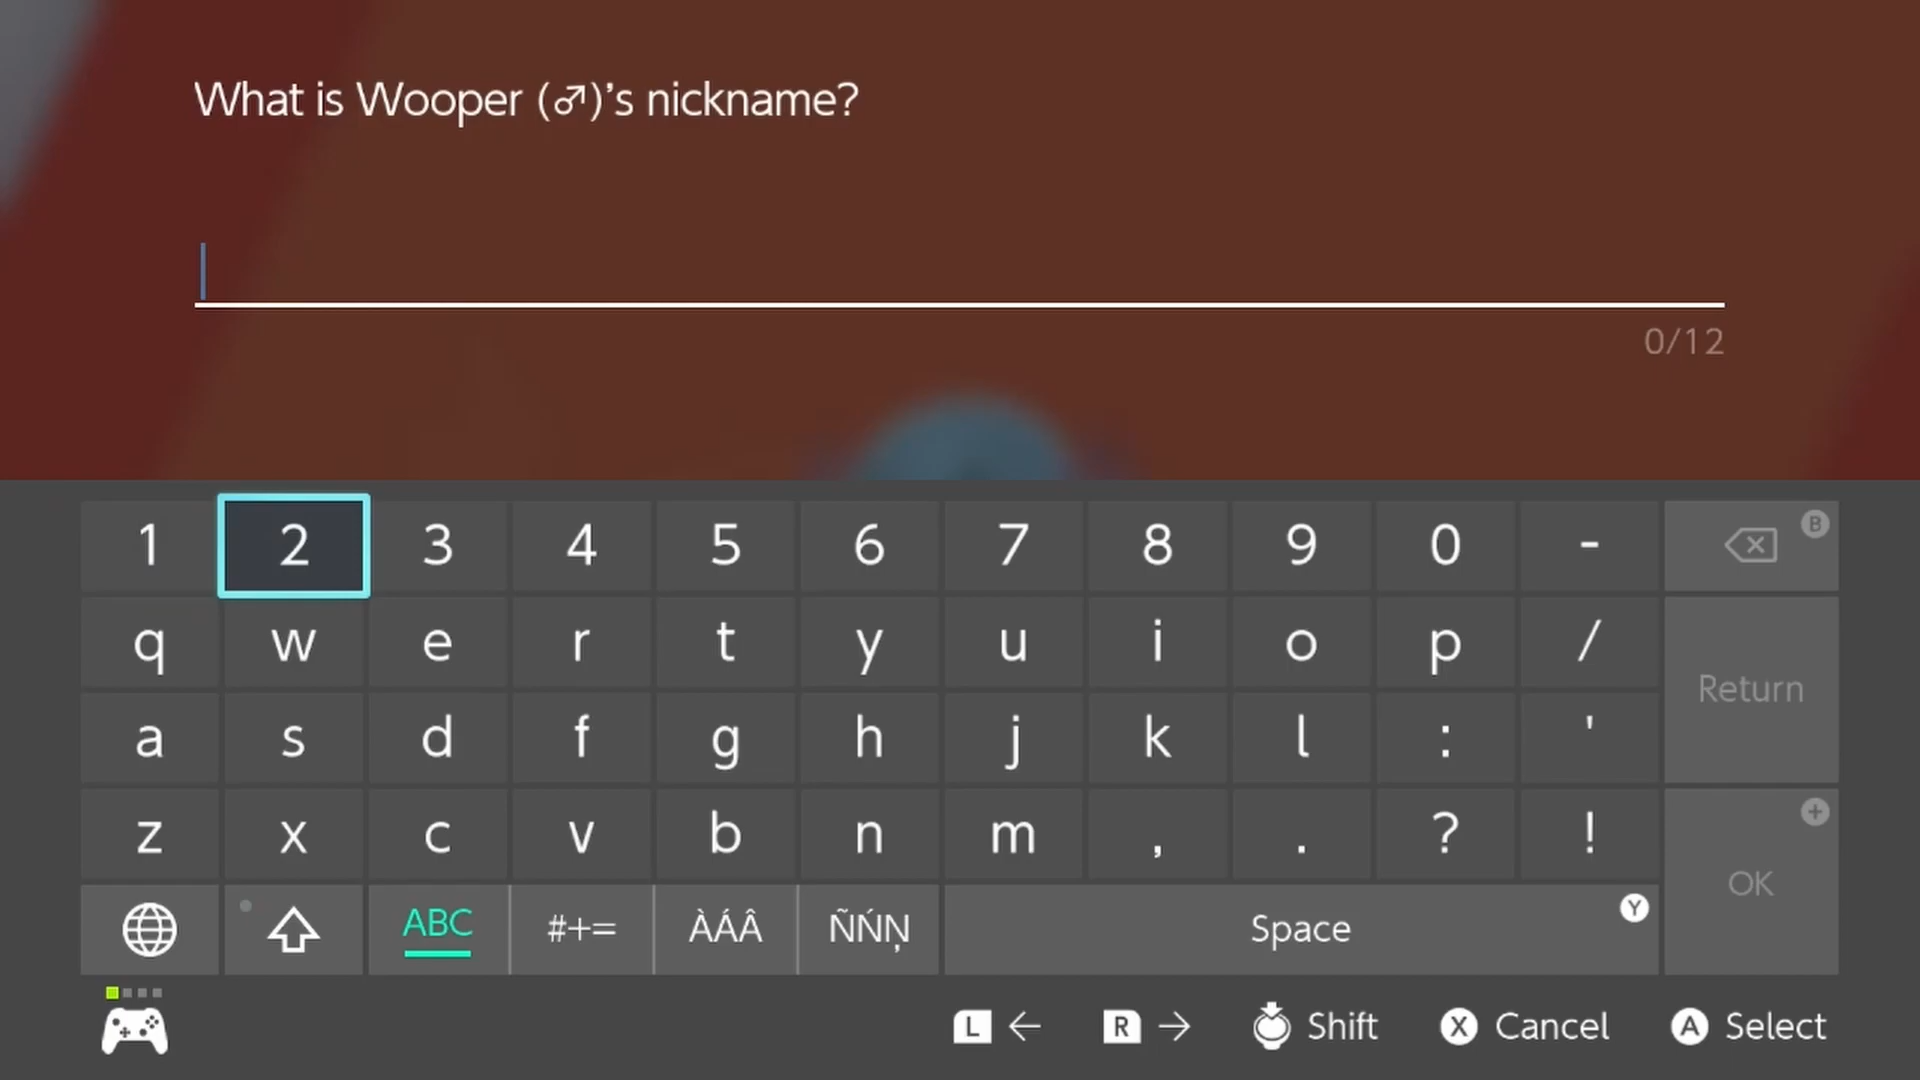 What is Wooper (♂)’s nickname?
0/12
1 2 3 4 5 6 7 8 9 0 - B
q w e r t y u i o p / Return
a s d f g h j k l : '
z x c v b n m , . ? ! + OK
ABC #+= ÀÁÂ ÑŃŅ Space Y
L ← R → Shift X Cancel A Select